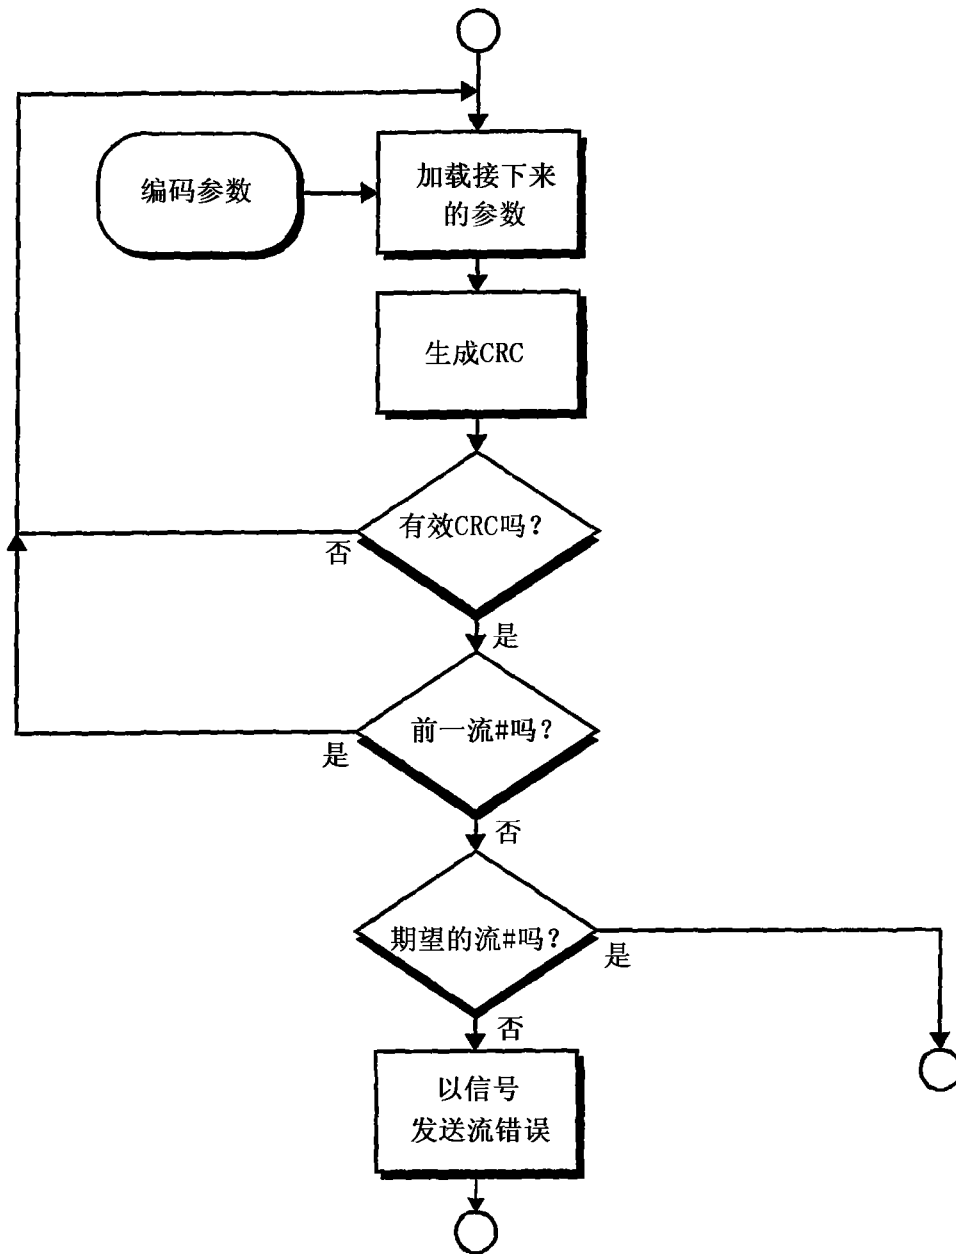 编码参数
加载接下来
的参数
生成CRC
有效CRC吗?
否
是
前一流#吗?
是
否
期望的流#吗?
是
否
以信号
发送流错误